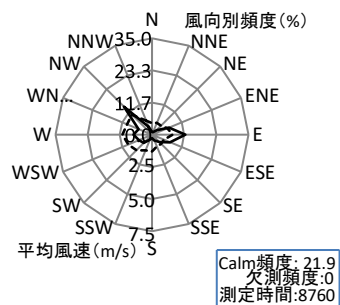 N 風向別頻度(%)
35.0
NNW NNE
NW 23.3 NE
WN... 11.7 ENE
W 0.0 E
WSW 2.5 ESE
SW 5.0 SE
SSW SSE
7.5
平均風速(m/s) S
Calm頻度: 21.9
欠測頻度:0
測定時間:8760